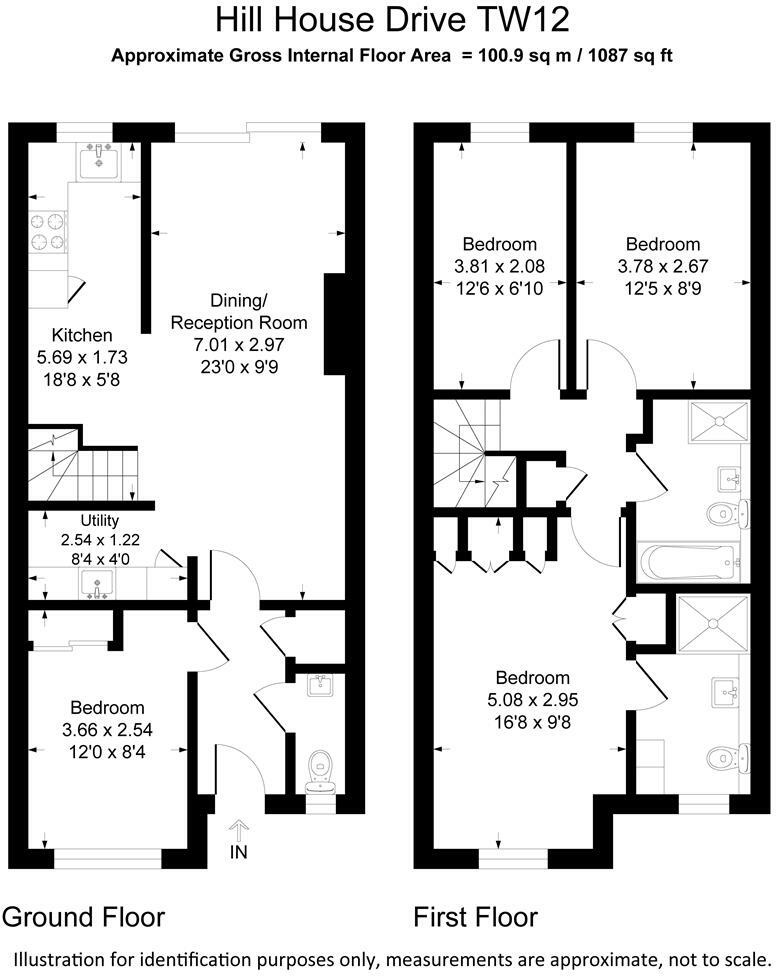 Hill House Drive TW12
Approximate Gross Internal Floor Area = 100.9 sq m / 1087 sq ft
Kitchen
5.69 x 1.73
18'8 x 5'8
Dining/
Reception Room
7.01 x 2.97
23'0 x 9'9
Utility
2.54 x 1.22
8'4 x 4'0
Bedroom
3.66 x 2.54
12'0 x 8'4
IN
Bedroom
3.81 x 2.08
12'6 x 6'10
Bedroom
3.78 x 2.67
12'5 x 8'9
Bedroom
5.08 x 2.95
16'8 x 9'8
Ground Floor
First Floor
Illustration for identification purposes only, measurements are approximate, not to scale.